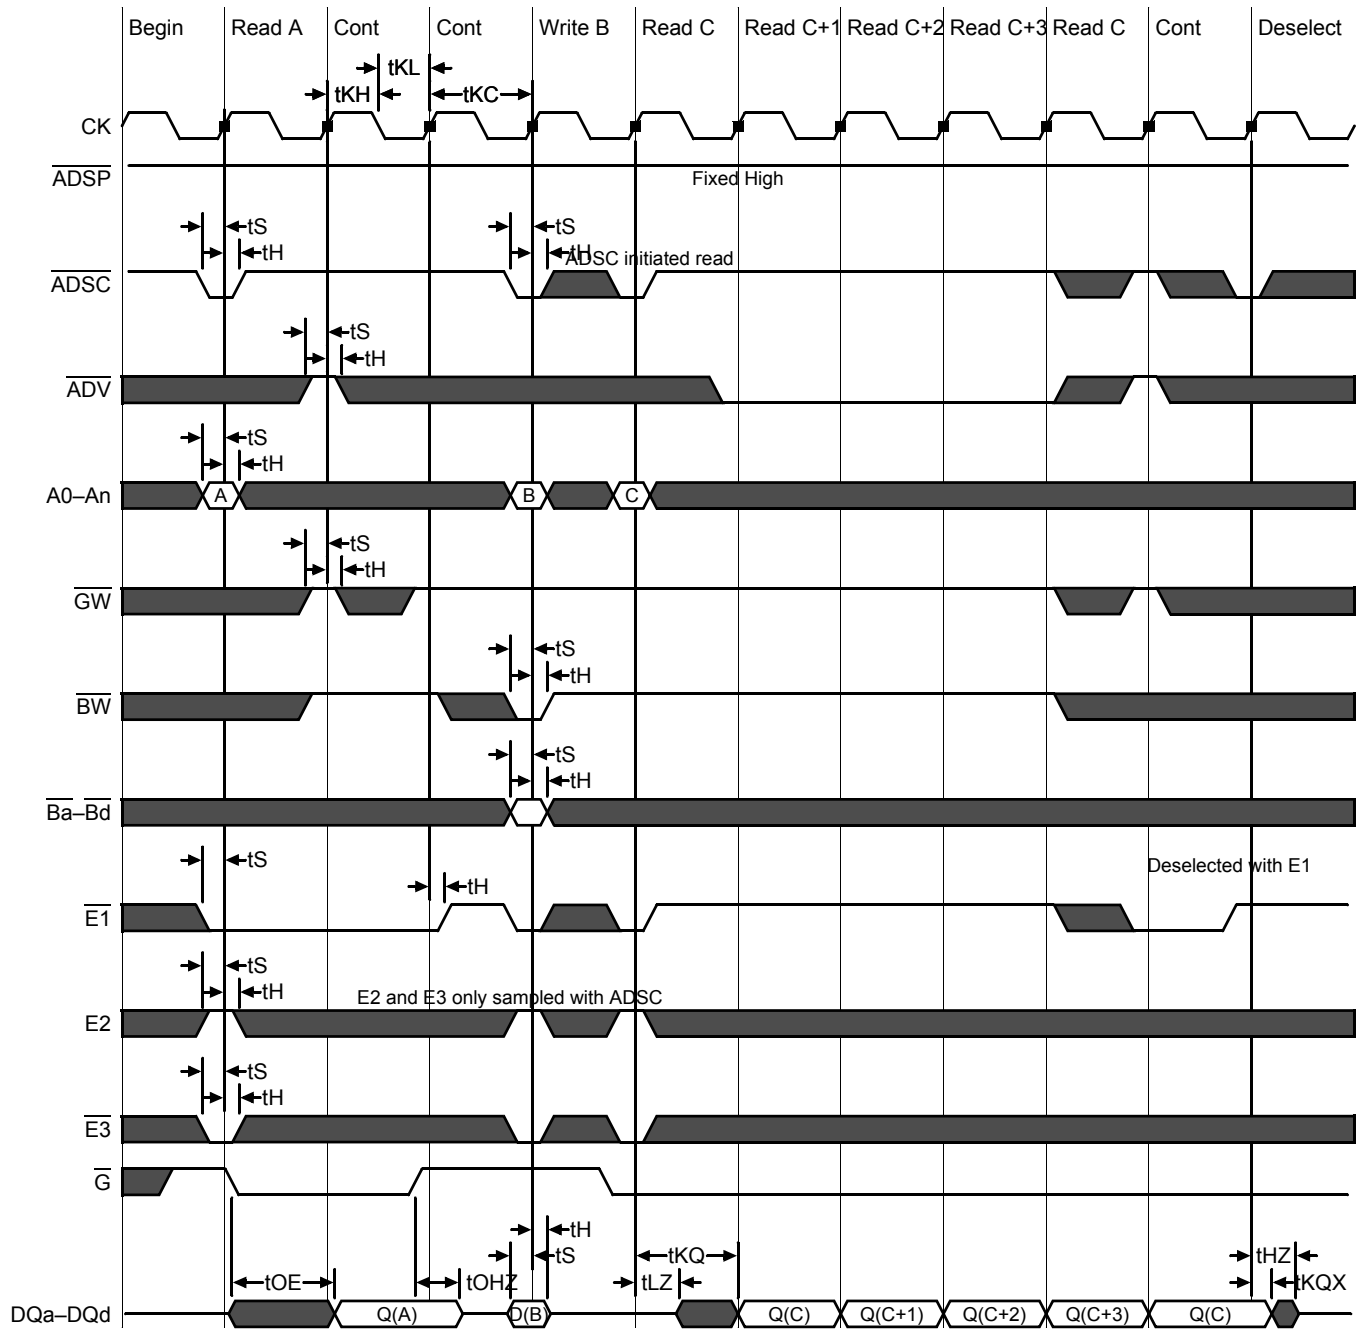 Begin Read A Cont Cont Write B Read C Read C+1 Read C+2 Read C+3 Read C Cont Deselect
tKL
tKH tKC
CK
ADSP
Fixed High
tS tS
tH tH
ADSC initiated read
ADSC
tS
tH
ADV
tS
tH
A0–An A B C
tS
tH
GW
tS
tH
BW
tS
tH
Ba–Bd
tS
Deselected with E1
tH
E1
tS
tH
E2 and E3 only sampled with ADSC
E2
tS
tH
E3
G
tH
tS tKQ tHZ
tOE tOHZ tLZ tKQX
DQa–DQd Q(A) D(B) Q(C) Q(C+1) Q(C+2) Q(C+3) Q(C)